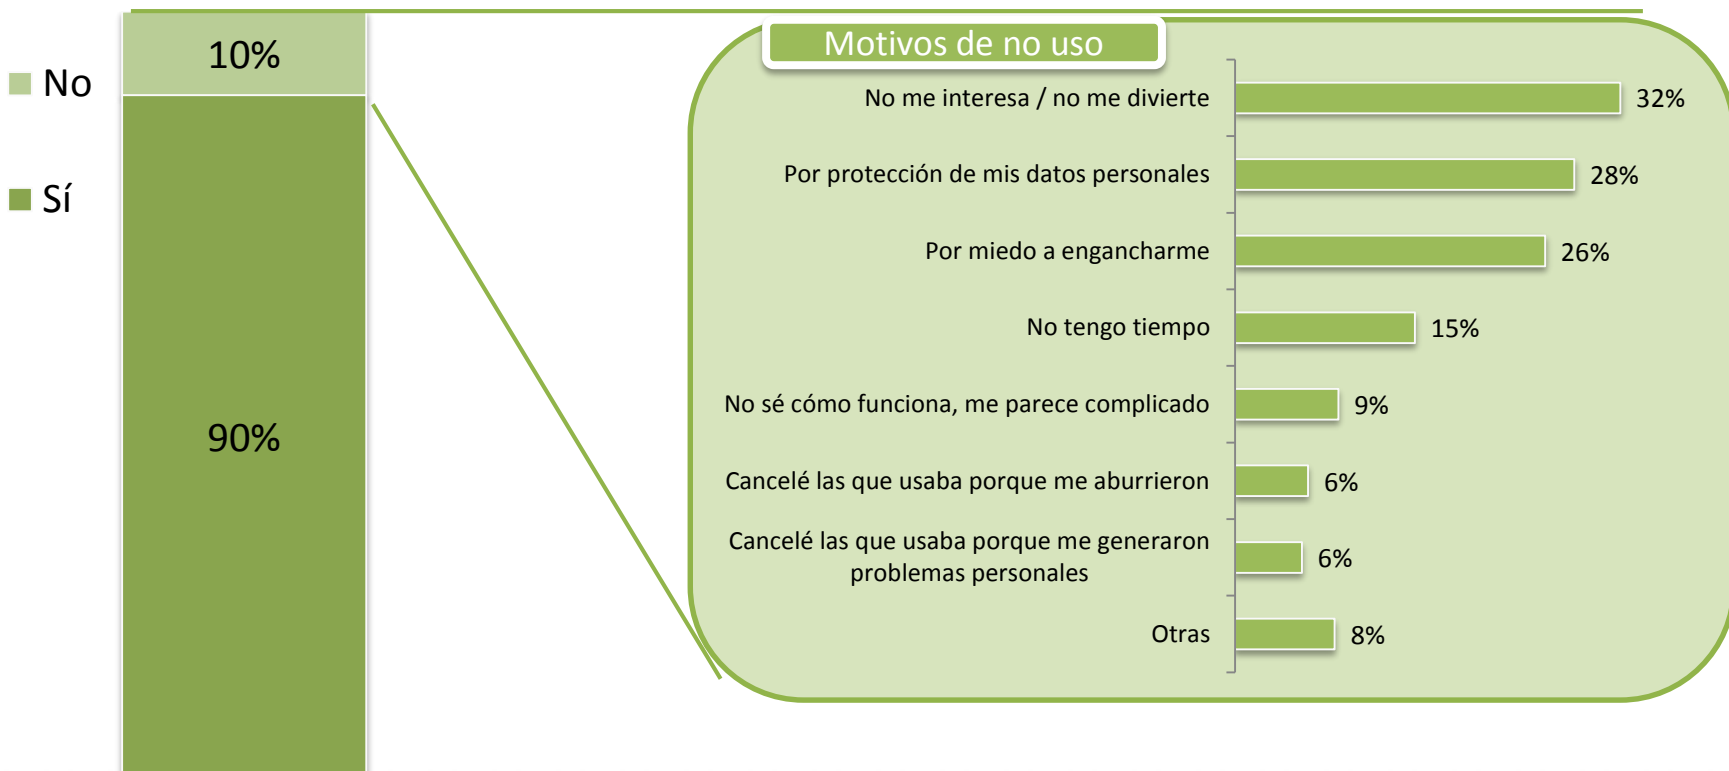 No
Sí
10%
90%
Motivos de no uso
No me interesa / no me divierte
32%
Por protección de mis datos personales
28%
Por miedo a engancharme
26%
No tengo tiempo
15%
No sé cómo funciona, me parece complicado
9%
Cancelé las que usaba porque me aburrieron
6%
Cancelé las que usaba porque me generaron
problemas personales
6%
Otras
8%